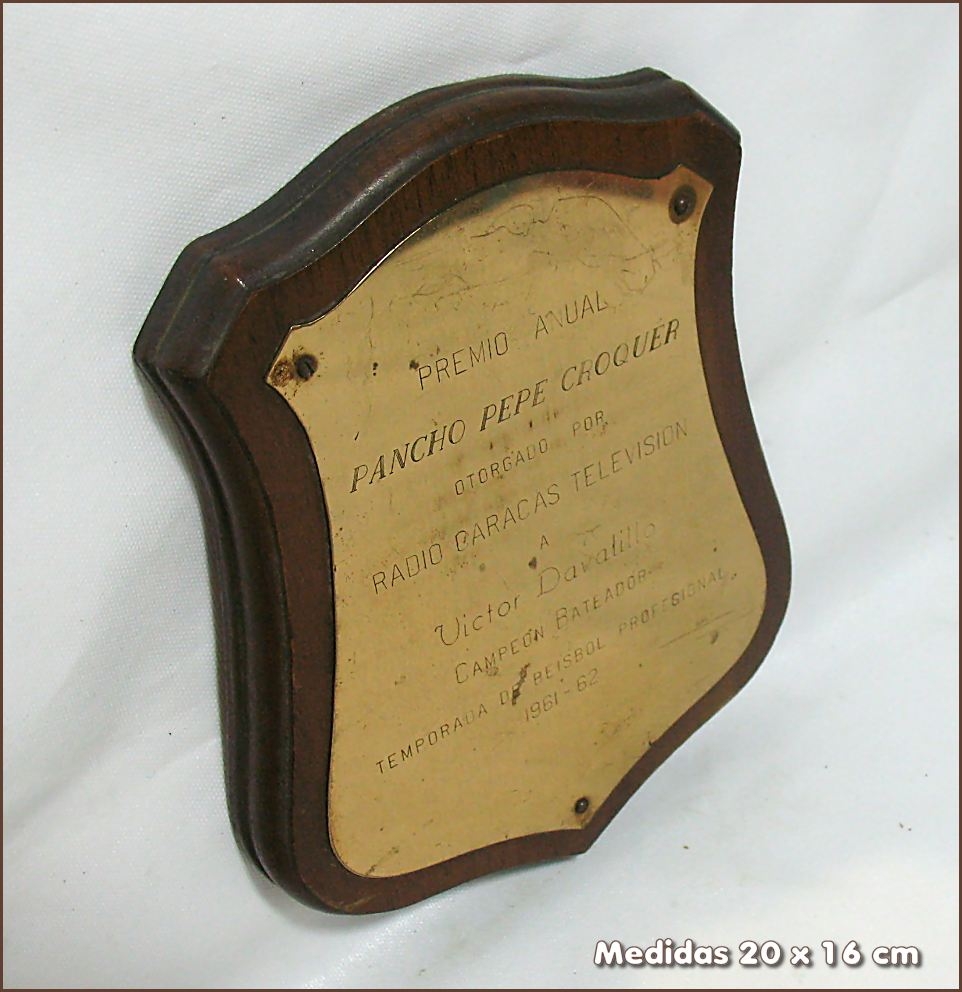 PREMIO ANUAL
PANCHO PEPE CROQUER
OTORGADO POR
RADIO CARACAS TELEVISION
A
Victor Davalillo
CAMPEON BATEADOR
TEMPORADA DE BEISBOL PROFESIONAL
1961-62
Medidas 20 x 16 cm